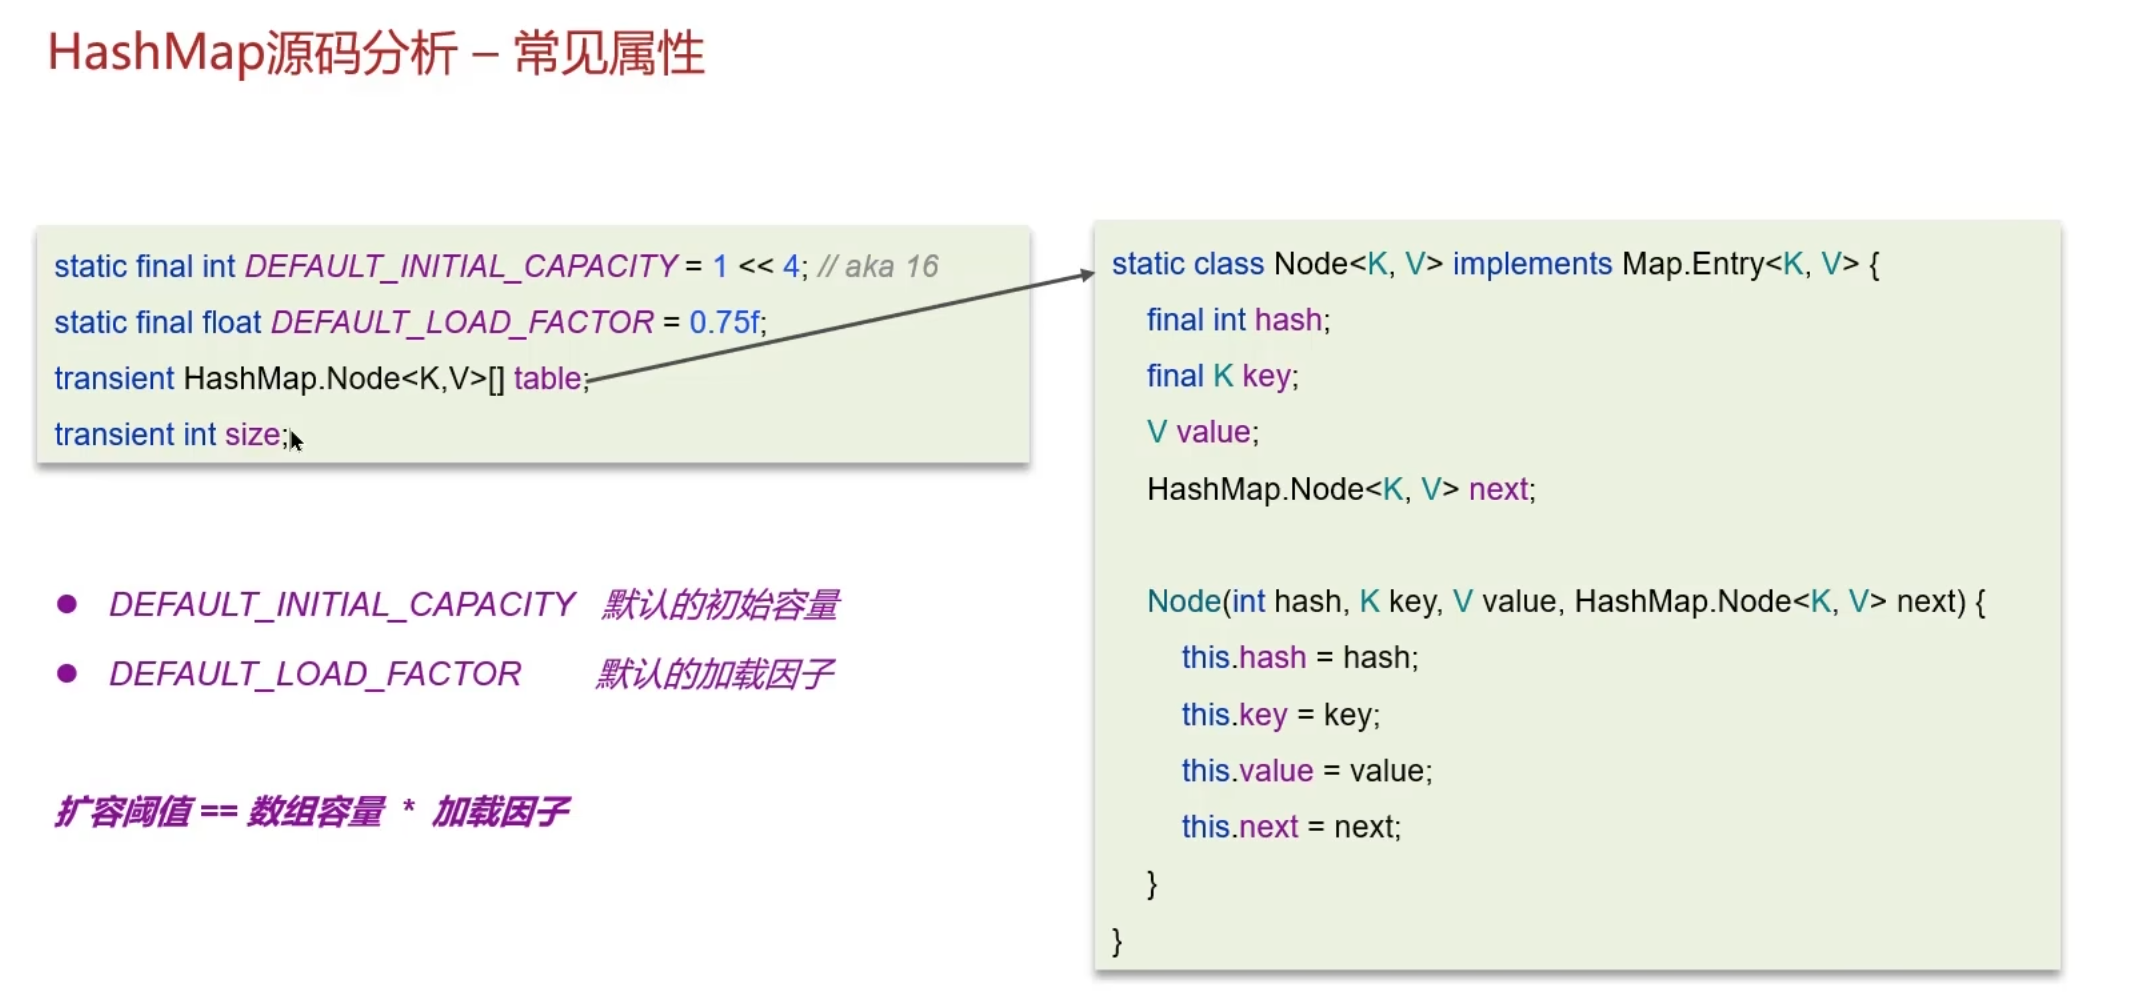 HashMap源码分析 – 常见属性
static final int DEFAULT_INITIAL_CAPACITY = 1 << 4; // aka 16
static final float DEFAULT_LOAD_FACTOR = 0.75f;
transient HashMap.Node<K,V>[] table;
transient int size;
DEFAULT_INITIAL_CAPACITY 默认的初始容量
DEFAULT_LOAD_FACTOR 默认的加载因子
扩容阈值 == 数组容量 * 加载因子
static class Node<K, V> implements Map.Entry<K, V> {
final int hash;
final K key;
V value;
HashMap.Node<K, V> next;
Node(int hash, K key, V value, HashMap.Node<K, V> next) {
this.hash = hash;
this.key = key;
this.value = value;
this.next = next;
}
}